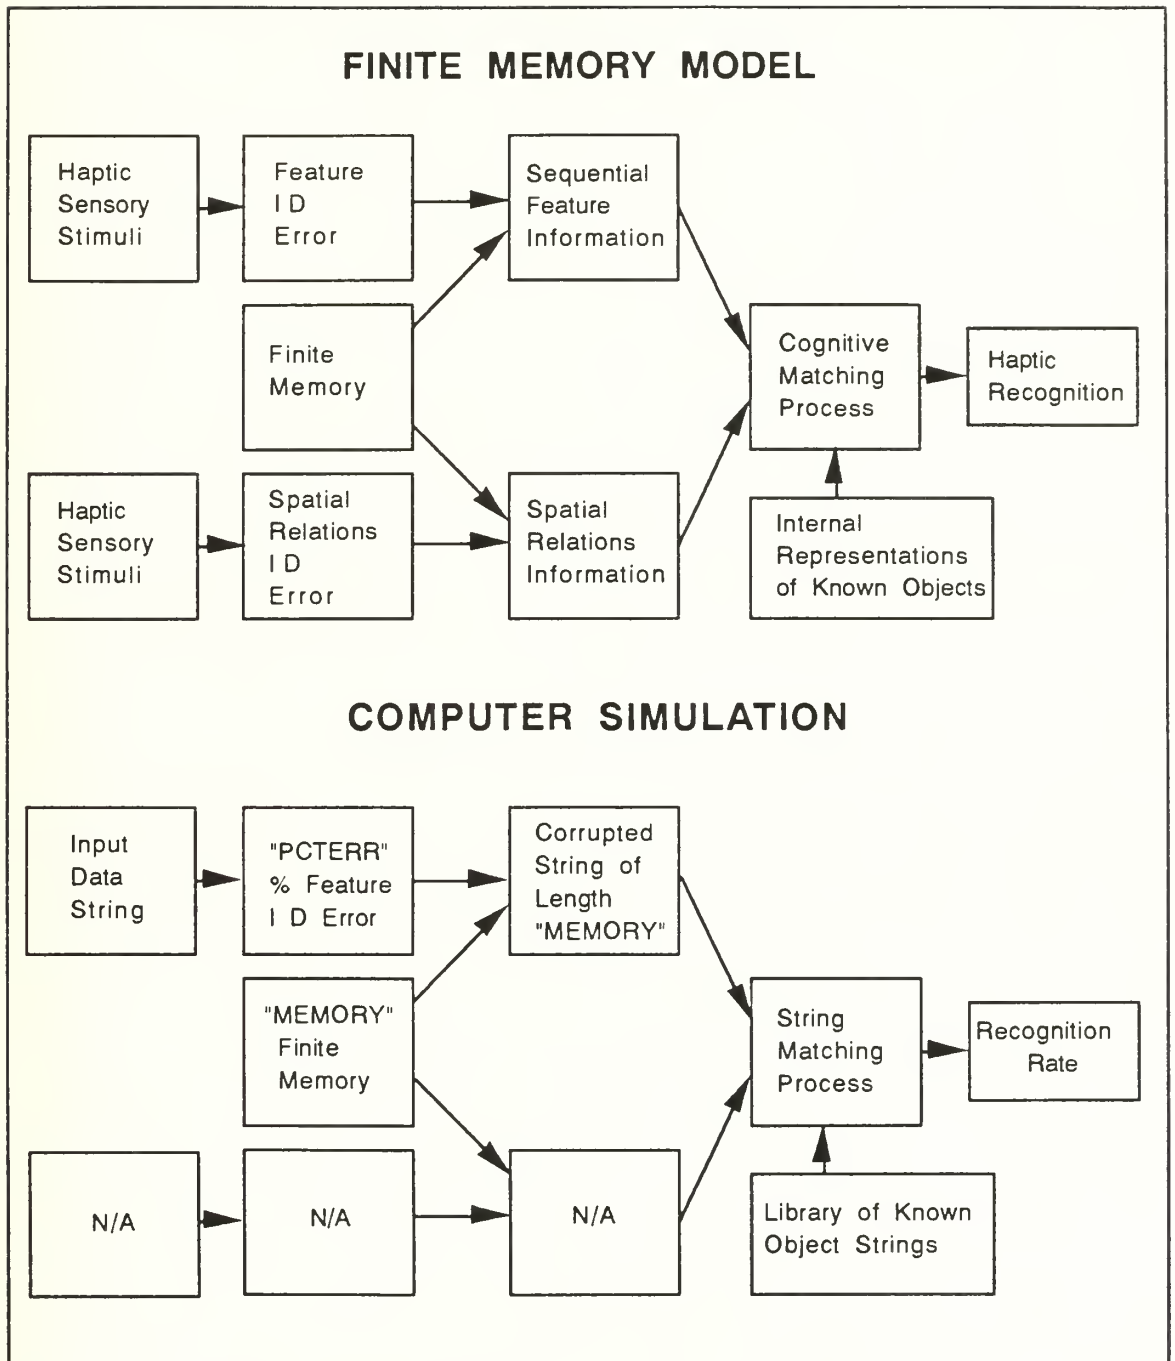 FINITE MEMORY MODEL
Haptic
Sensory
Stimuli
Feature
I D
Error
Sequential
Feature
Information
Finite
Memory
Cognitive
Matching
Process
Haptic
Recognition
Haptic
Sensory
Stimuli
Spatial
Relations
I D
Error
Spatial
Relations
Information
Internal
Representations
of Known Objects
COMPUTER SIMULATION
Input
Data
String
"PCTERR"
% Feature
I D Error
Corrupted
String of
Length
"MEMORY"
"MEMORY"
Finite
Memory
String
Matching
Process
Recognition
Rate
N/A
N/A
N/A
Library of Known
Object Strings